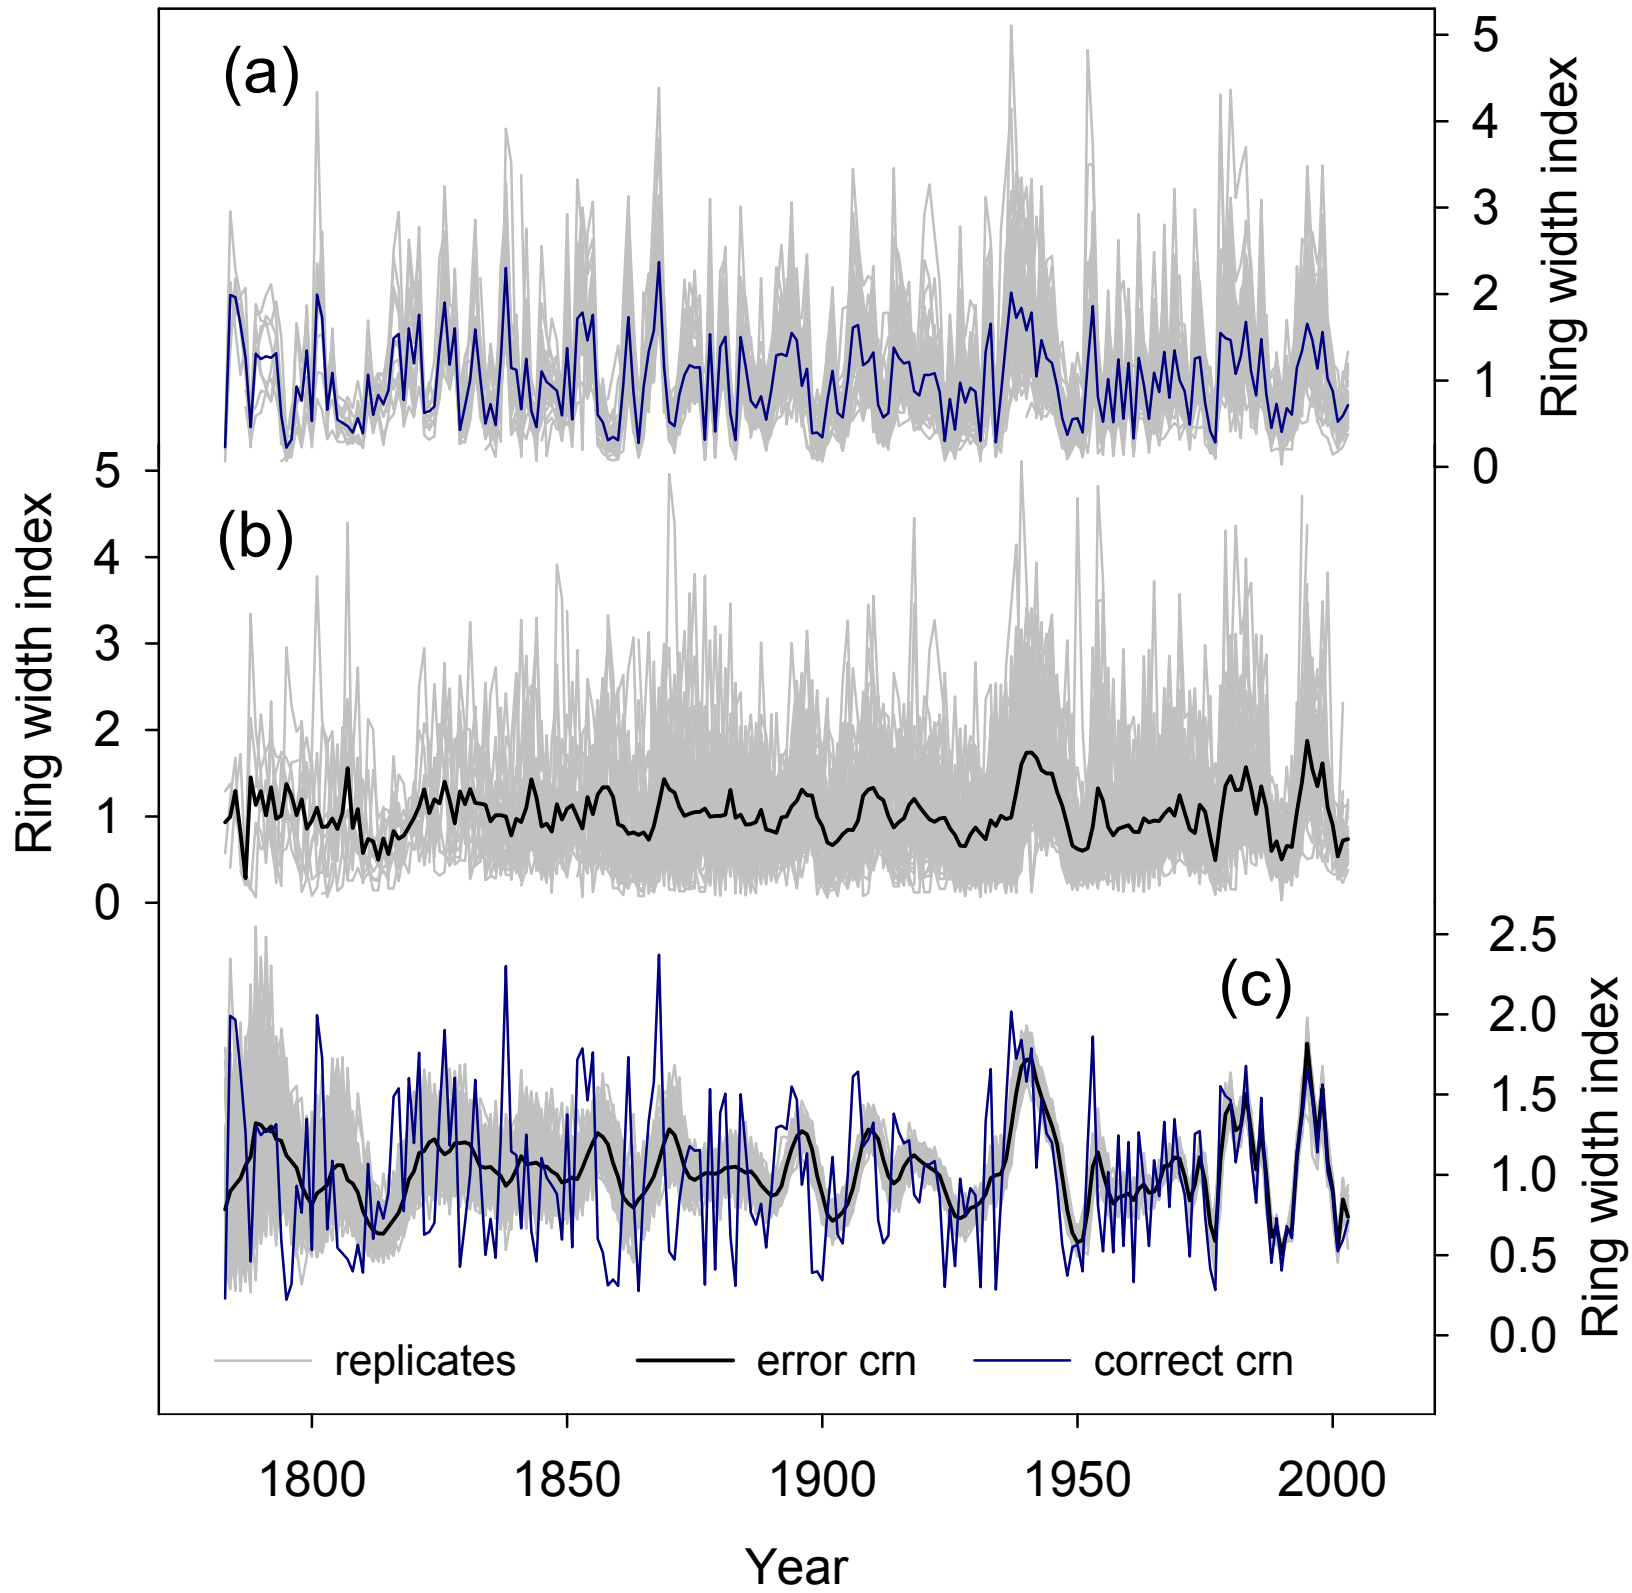 (a)
5
4
3
2
1
0
Ring width index
(b)
5
4
3
2
1
0
Ring width index
(c)
2.5
2.0
1.5
1.0
0.5
0.0
Ring width index
replicates error crn correct crn
1800 1850 1900 1950 2000
Year